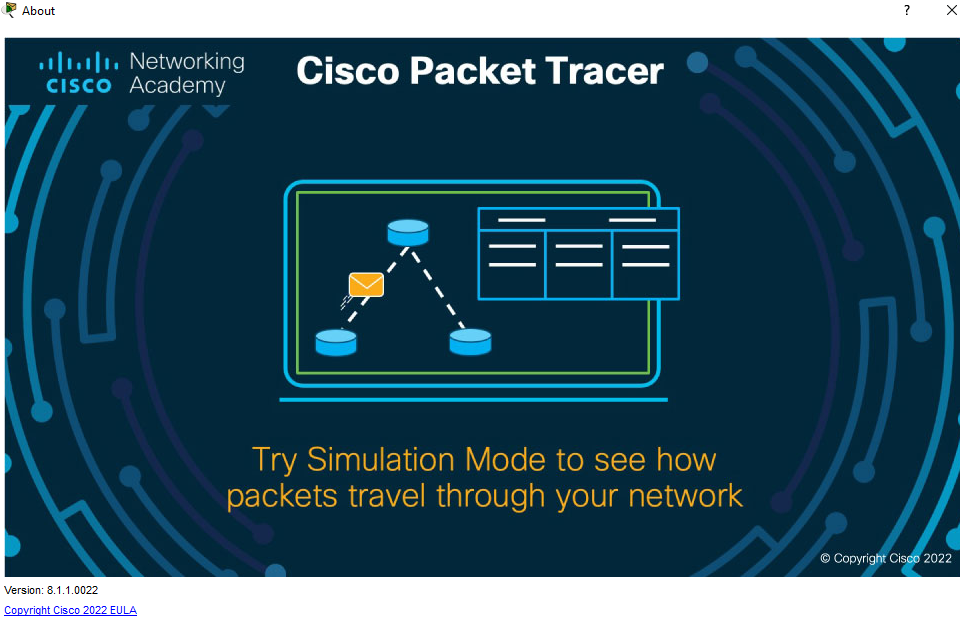 About
?
CISCO
Networking
Academy
Cisco Packet Tracer
Try Simulation Mode to see how
packets travel through your network
© Copyright Cisco 2022
Version: 8.1.1.0022
Copyright Cisco 2022 EULA